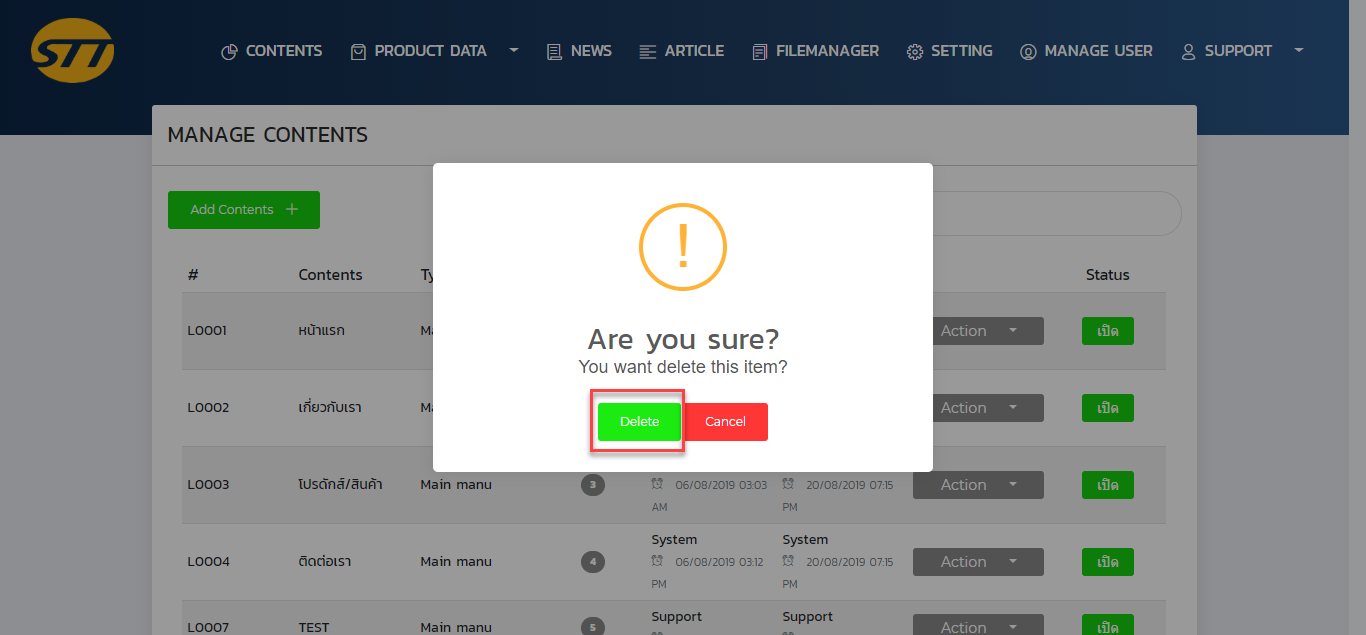 STI
CONTENTS PRODUCT DATA NEWS ARTICLE FILEMANAGER SETTING MANAGE USER SUPPORT
MANAGE CONTENTS
Add Contents +
!
Are you sure?
You want delete this item?
Delete Cancel
# Contents Status
L0001 หน้าแรก Action เปิด
L0002 เกี่ยวกับเรา Action เปิด
L0003 โปรดักส์/สินค้า Main manu 3 06/08/2019 03:03 AM 20/08/2019 07:15 PM Action เปิด
System System
L0004 ติดต่อเรา Main manu 4 06/08/2019 03:12 PM 20/08/2019 07:15 PM Action เปิด
Support Support
L0007 TEST Main manu 5 Action เปิด